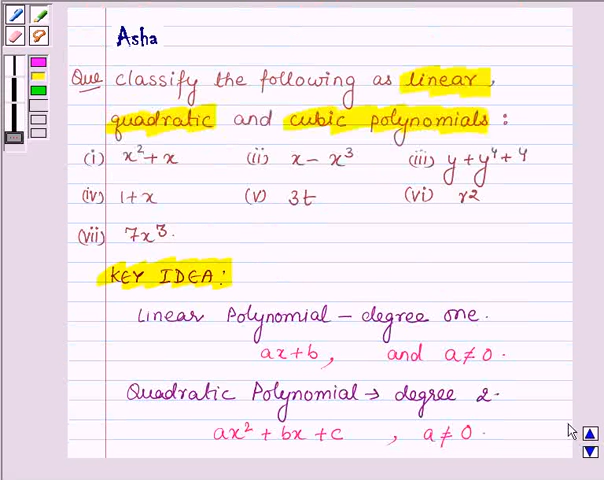 Asha
Que classify the following as linear,
quadratic and cubic polynomials :
(i) x² + x (ii) x - x³ (iii) y + y⁴ + 4
(iv) 1 + x (v) 3t (vi) r2
(vii) 7x³.
KEY IDEA :
Linear Polynomial – degree one.
ax + b, and a ≠ 0.
Quadratic Polynomial → degree 2.
ax² + bx + c , a ≠ 0.